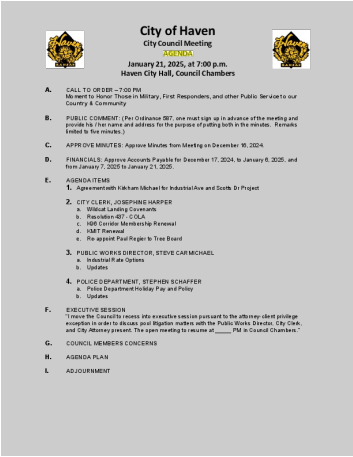 City of Haven
City Council Meeting
AGENDA
January 21, 2025, at 7:00 p.m.
Haven City Hall, Council Chambers
Haven
KANSAS
Haven
KANSAS
A. CALL TO ORDER – 7:00 PM
Moment to Honor Those in Military, First Responders, and other Public Service to our
Country & Community
B. PUBLIC COMMENT: (Per Ordinance 587, one must sign up in advance of the meeting and
provide his / her name and address for the purpose of putting both in the minutes. Remarks
limited to five minutes.)
C. APPROVE MINUTES: Approve Minutes from Meeting on December 16, 2024.
D. FINANCIALS: Approve Accounts Payable for December 17, 2024, to January 6, 2025, and
from January 7, 2025 to January 21, 2025.
E. AGENDA ITEMS
1. Agreement with Kirkham Michael for Industrial Ave and Scotts Dr Project
2. CITY CLERK, JOSEPHINE HARPER
a. Wildcat Landing Covenants
b. Resolution 437 - COLA
c. K96 Corridor Membership Renewal
d. KMIT Renewal
e. Re-appoint Paul Regier to Tree Board
3. PUBLIC WORKS DIRECTOR, STEVE CARMICHAEL
a. Industrial Rate Options
b. Updates
4. POLICE DEPARTMENT, STEPHEN SCHAFFER
a. Police Department Holiday Pay and Policy
b. Updates
F. EXECUTIVE SESSION
"I move the Council to recess into executive session pursuant to the attorney-client privilege
exception in order to discuss pool litigation matters with the Public Works Director, City Clerk,
and City Attorney present. The open meeting to resume at _____ PM in Council Chambers."
G. COUNCIL MEMBERS CONCERNS
H. AGENDA PLAN
I. ADJOURNMENT